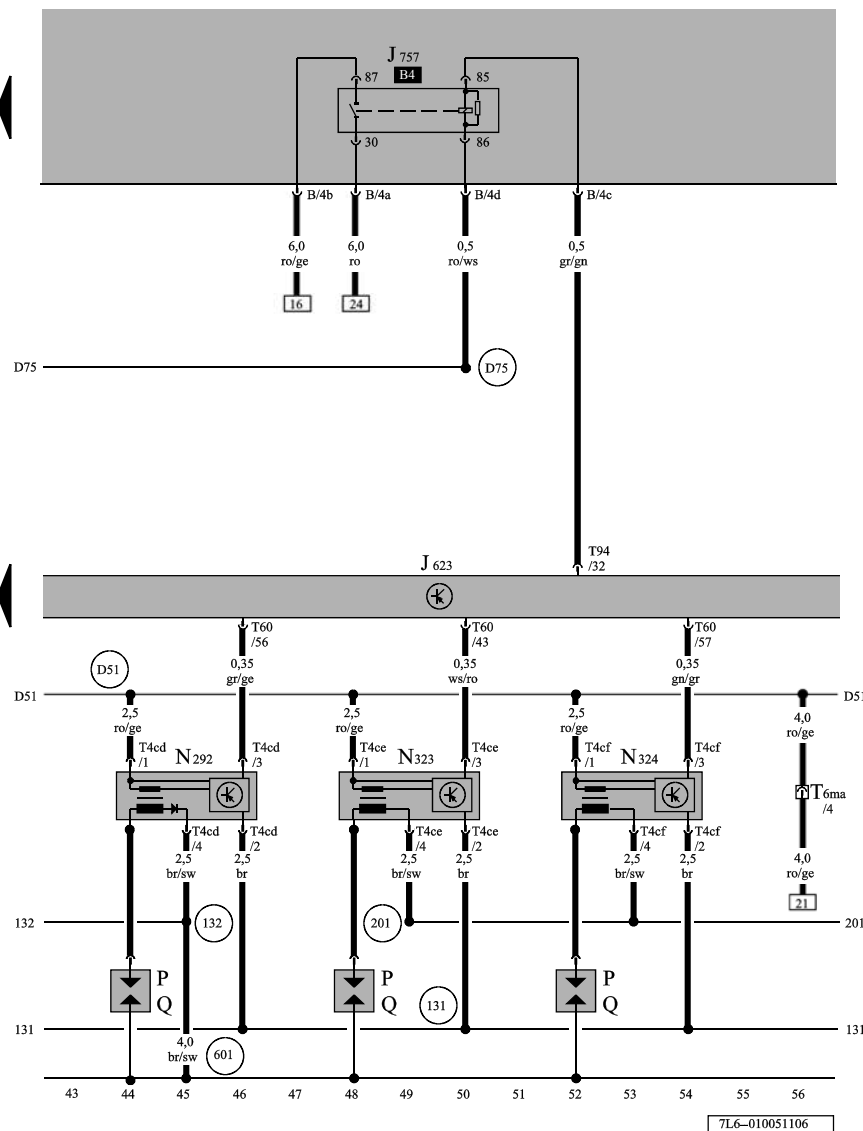 J 757
B4
87
85
30
86
B/4b
B/4a
B/4d
B/4c
6,0
ro/ge
6,0
ro
0,5
ro/ws
0,5
gr/gn
16
24
D75
D75
T94
/32
J 623
T60
/56
T60
/43
T60
/57
0,35
gr/ge
0,35
ws/ro
0,35
gn/gr
D51
D51
D51
2,5
ro/ge
2,5
ro/ge
2,5
ro/ge
4,0
ro/ge
T4cd
/1
N292
T4cd
/3
T4ce
/1
N323
T4ce
/3
T4cf
/1
N324
T4cf
/3
T6ma
/4
T4cd
/4
T4cd
/2
T4ce
/4
T4ce
/2
T4cf
/4
T4cf
/2
2,5
br/sw
2,5
br
2,5
br/sw
2,5
br
2,5
br/sw
2,5
br
4,0
ro/ge
21
132
132
201
201
P
Q
P
Q
P
Q
131
131
131
4,0
br/sw
601
43 44 45 46 47 48 49 50 51 52 53 54 55 56
7L6–010051106